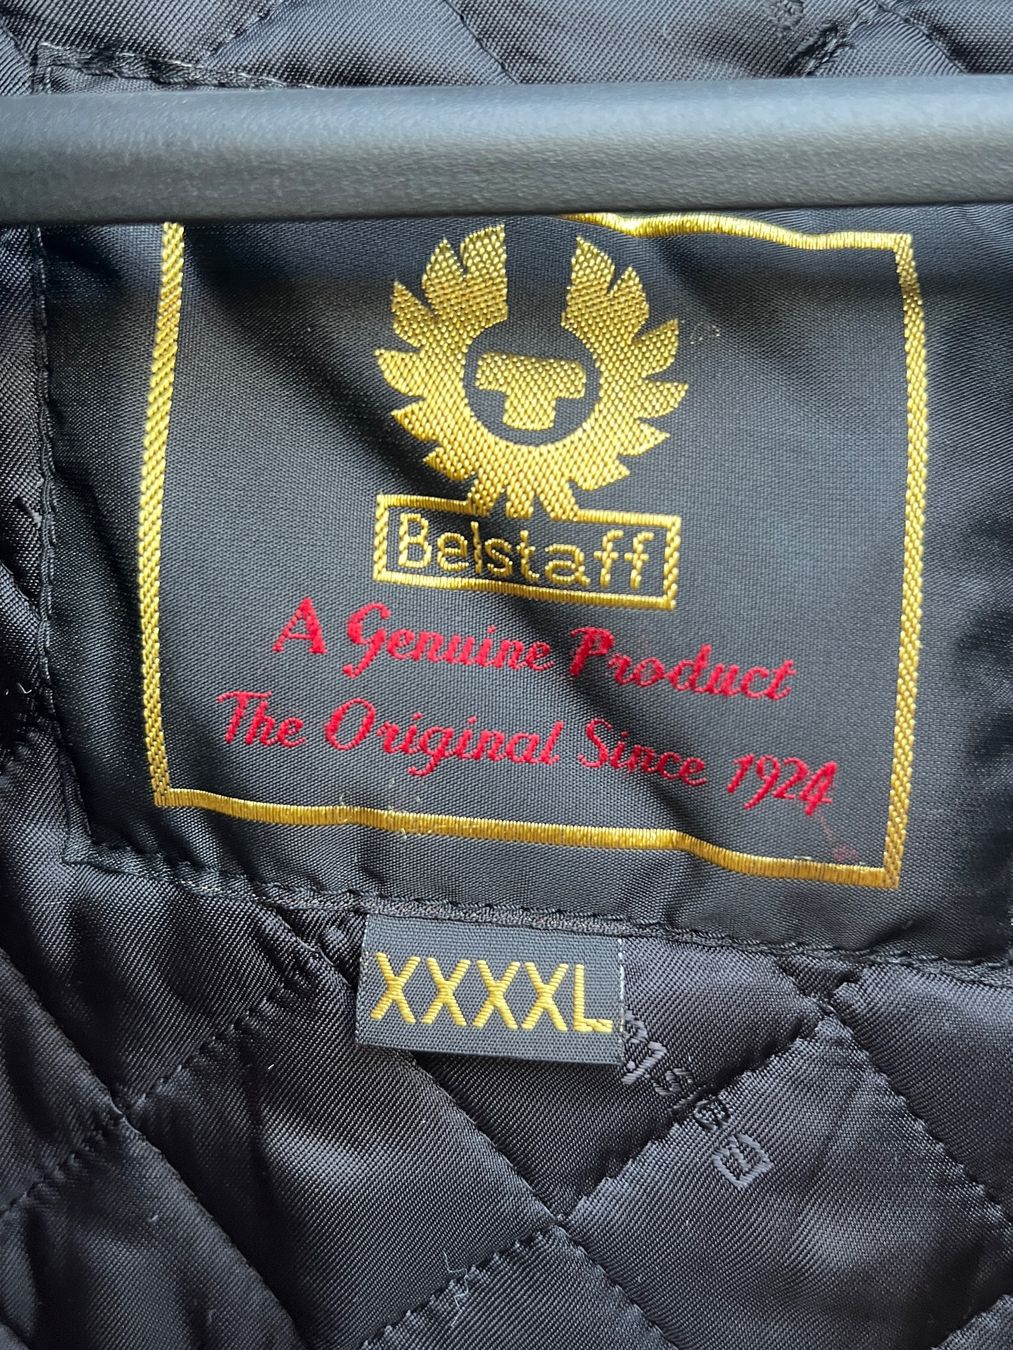 Belstaff
A Genuine Product
The Original Since 1924
XXXXL